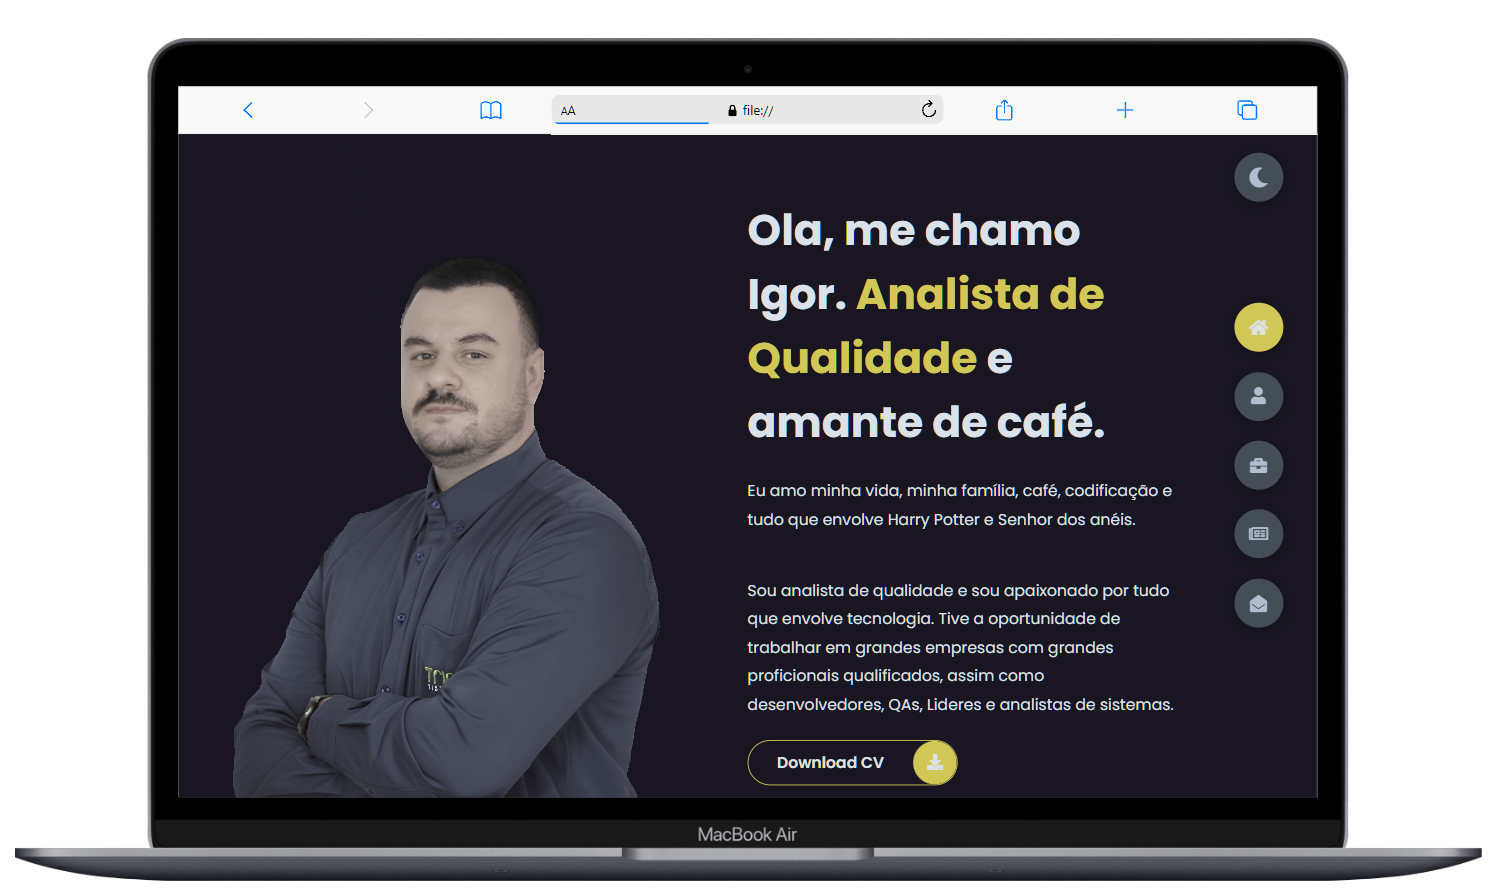 AA
file://
Ola, me chamo
Igor. Analista de
Qualidade e
amante de café.
Eu amo minha vida, minha família, café, codificação e
tudo que envolve Harry Potter e Senhor dos anéis.
Sou analista de qualidade e sou apaixonado por tudo
que envolve tecnologia. Tive a oportunidade de
trabalhar em grandes empresas com grandes
proficionais qualificados, assim como
desenvolvedores, QAs, Lideres e analistas de sistemas.
Download CV
MacBook Air